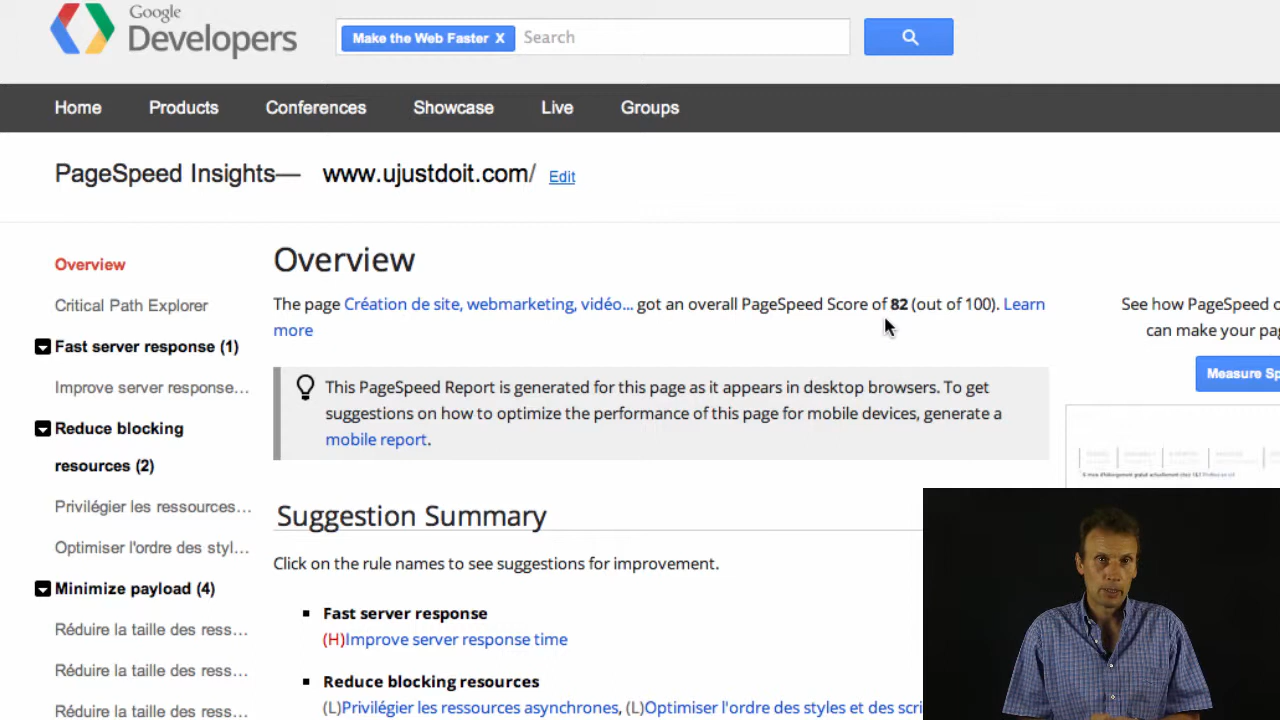 Google
Developers
Make the Web Faster X
Search
Home
Products
Conferences
Showcase
Live
Groups
PageSpeed Insights— www.ujustdoit.com/ Edit
Overview
Critical Path Explorer
Fast server response (1)
Improve server response...
Reduce blocking
resources (2)
Privilégier les ressources...
Optimiser l'ordre des styl...
Minimize payload (4)
Réduire la taille des ress...
Réduire la taille des ress...
Réduire la taille des ress...
Overview
The page Création de site, webmarketing, vidéo... got an overall PageSpeed Score of 82 (out of 100). Learn
more
This PageSpeed Report is generated for this page as it appears in desktop browsers. To get
suggestions on how to optimize the performance of this page for mobile devices, generate a
mobile report.
Suggestion Summary
Click on the rule names to see suggestions for improvement.
Fast server response
(H)Improve server response time
Reduce blocking resources
(L)Privilégier les ressources asynchrones, (L)Optimiser l'ordre des styles et des scri
See how PageSpeed
can make your
Measure